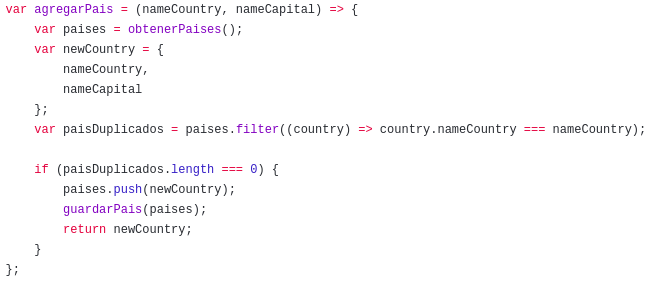 var agregarPais = (nameCountry, nameCapital) => {
    var paises = obtenerPaises();
    var newCountry = {
        nameCountry,
        nameCapital
    };
    var paisDuplicados = paises.filter((country) => country.nameCountry === nameCountry);

    if (paisDuplicados.length === 0) {
        paises.push(newCountry);
        guardarPais(paises);
        return newCountry;
    }
};